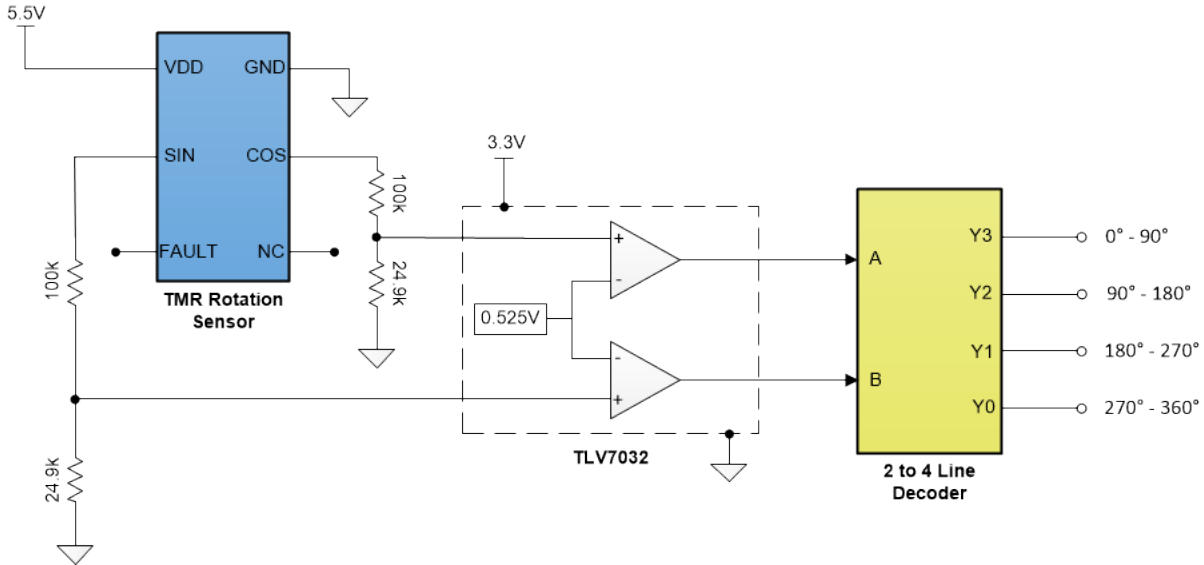 5.5V
VDD
GND
SIN
COS
FAULT
NC
TMR Rotation
Sensor
100k
24.9k
100k
24.9k
3.3V
+
-
0.525V
-
+
TLV7032
A
B
Y3
Y2
Y1
Y0
2 to 4 Line
Decoder
0° - 90°
90° - 180°
180° - 270°
270° - 360°